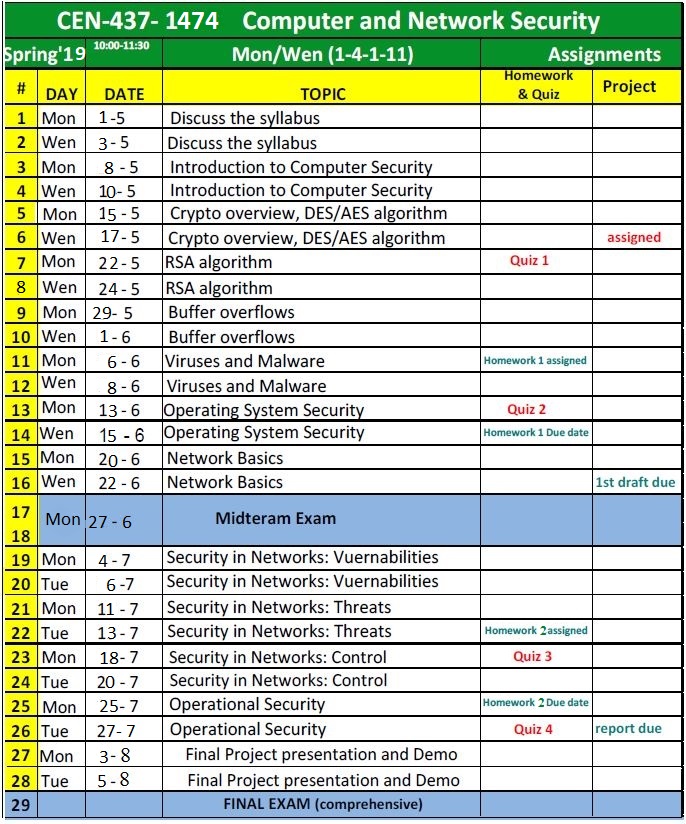 CEN-437- 1474 Computer and Network Security
Spring'19 10:00-11:30 Mon/Wen (1-4-1-11) Assignments
# DAY DATE TOPIC Homework & Quiz Project
1 Mon 1-5 Discuss the syllabus
2 Wen 3-5 Discuss the syllabus
3 Mon 8-5 Introduction to Computer Security
4 Wen 10-5 Introduction to Computer Security
5 Mon 15-5 Crypto overview, DES/AES algorithm
6 Wen 17-5 Crypto overview, DES/AES algorithm assigned
7 Mon 22-5 RSA algorithm Quiz 1
8 Wen 24-5 RSA algorithm
9 Mon 29-5 Buffer overflows
10 Wen 1-6 Buffer overflows
11 Mon 6-6 Viruses and Malware Homework 1 assigned
12 Wen 8-6 Viruses and Malware
13 Mon 13-6 Operating System Security Quiz 2
14 Wen 15-6 Operating System Security Homework 1 Due date
15 Mon 20-6 Network Basics
16 Wen 22-6 Network Basics 1st draft due
17
18 Mon 27-6 Midteram Exam
19 Mon 4-7 Security in Networks: Vuernabilities
20 Tue 6-7 Security in Networks: Vuernabilities
21 Mon 11-7 Security in Networks: Threats
22 Tue 13-7 Security in Networks: Threats Homework 2 assigned
23 Mon 18-7 Security in Networks: Control Quiz 3
24 Tue 20-7 Security in Networks: Control
25 Mon 25-7 Operational Security Homework 2 Due date
26 Tue 27-7 Operational Security Quiz 4 report due
27 Mon 3-8 Final Project presentation and Demo
28 Tue 5-8 Final Project presentation and Demo
29 FINAL EXAM (comprehensive)